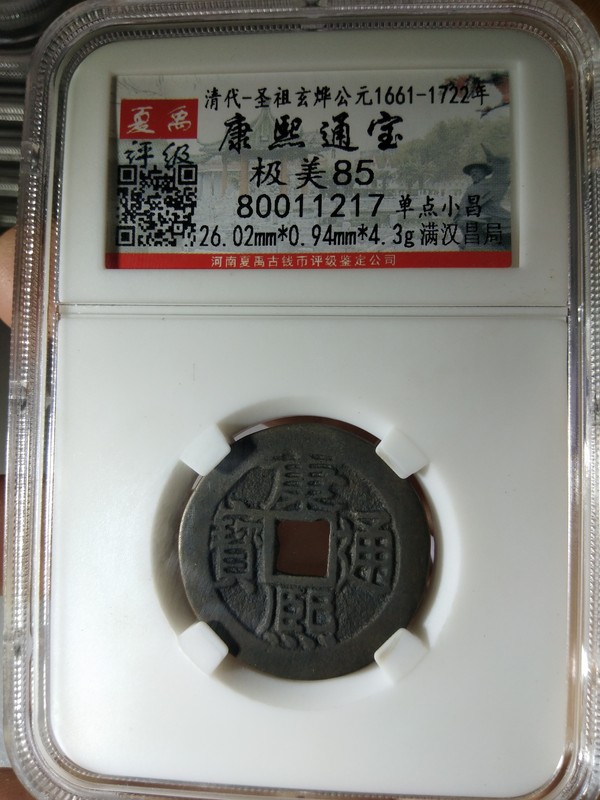 清代-圣祖玄烨公元1661-1722年
夏禹
评级
康熙通宝
极美85
80011217 单点小昌
26.02mm*0.94mm*4.3g 满汉昌局
河南夏禹古钱币评级鉴定公司
康熙通寶